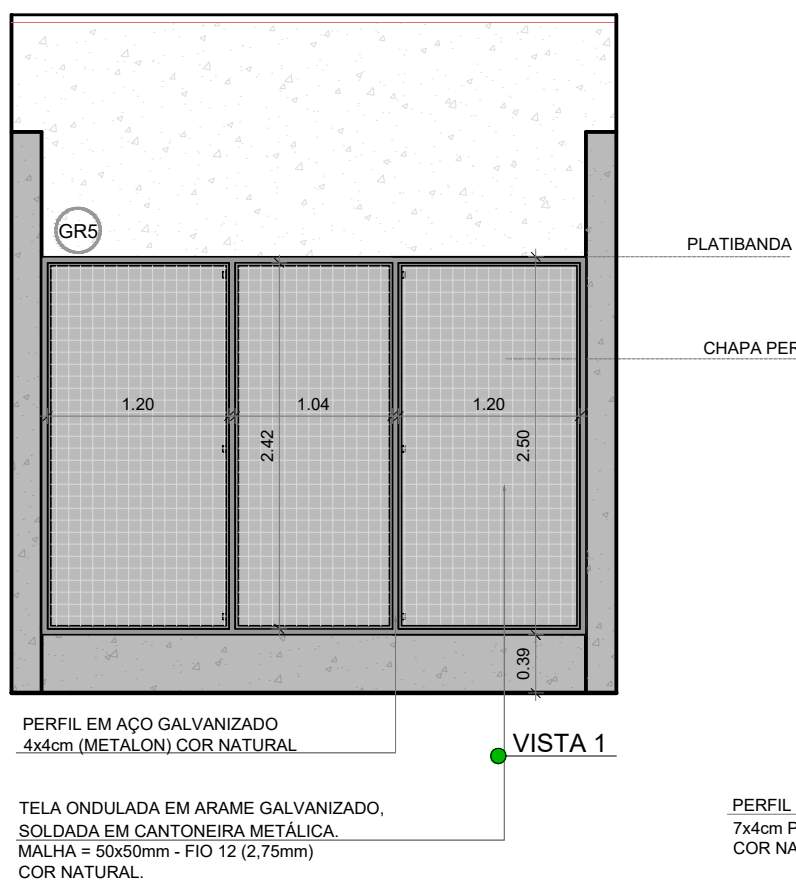 GR5
PLATIBANDA
CHAPA PER
1.20
1.04
1.20
2.42
2.50
0.39
PERFIL EM AÇO GALVANIZADO
4x4cm (METALON) COR NATURAL
VISTA 1
TELA ONDULADA EM ARAME GALVANIZADO,
SOLDADA EM CANTONEIRA METÁLICA.
MALHA = 50x50mm - FIO 12 (2,75mm)
COR NATURAL.
PERFIL
7x4cm P
COR NA